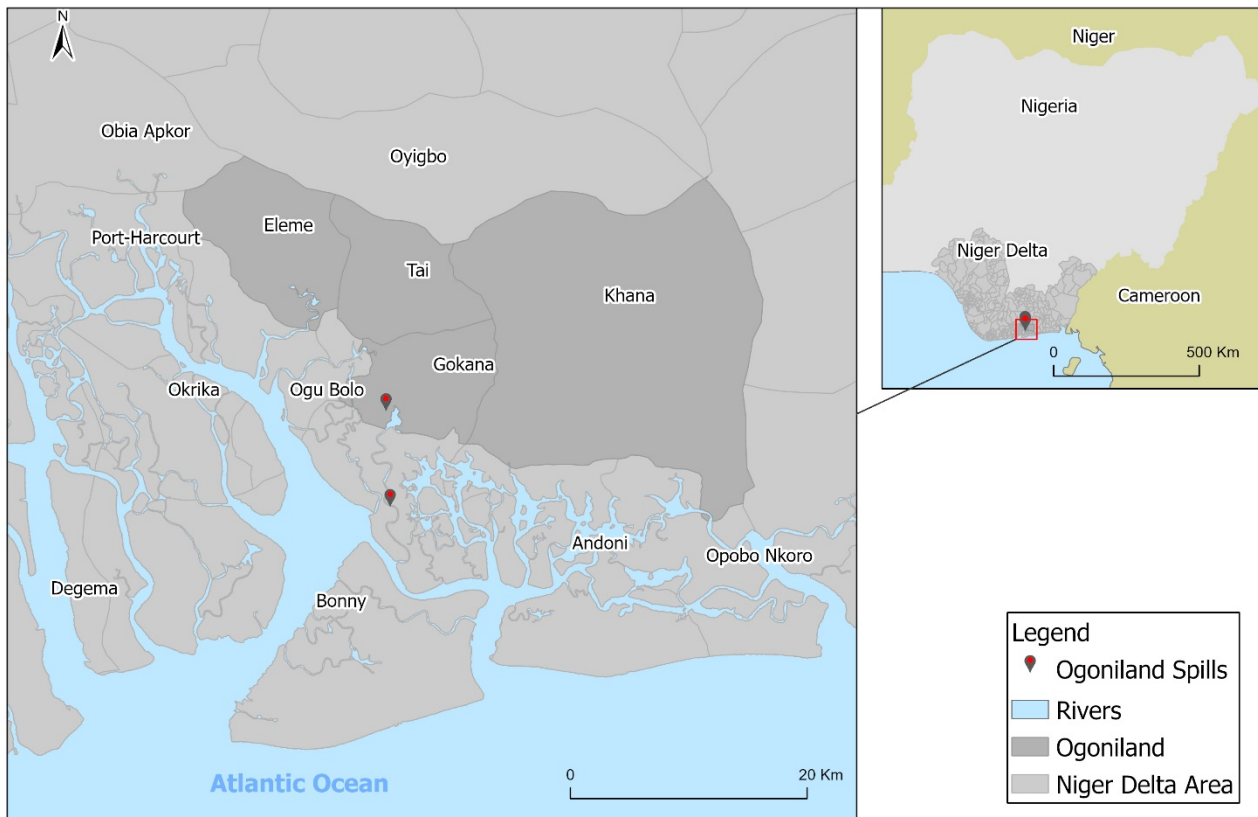 N
Obia Apkor
Oyigbo
Eleme
Port-Harcourt
Tai
Khana
Gokana
Okrika
Ogu Bolo
Andoni
Opobo Nkoro
Degema
Bonny
Atlantic Ocean
0 20 Km
Niger
Nigeria
Niger Delta
Cameroon
0 500 Km
Legend
Ogoniland Spills
Rivers
Ogoniland
Niger Delta Area